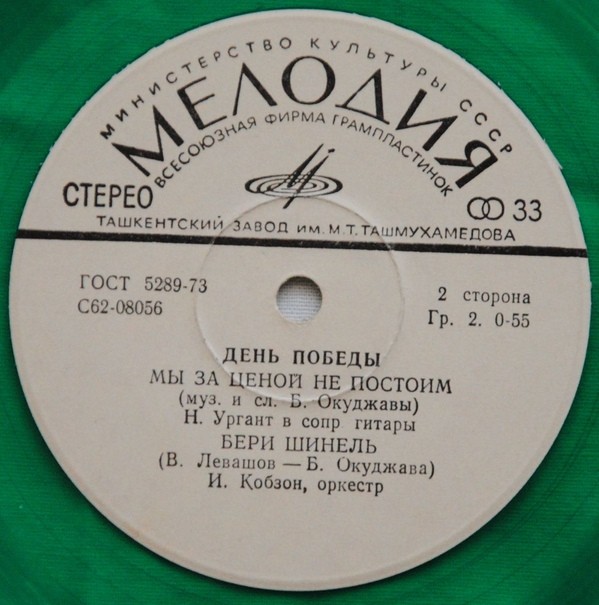 МИНИСТЕРСТВО КУЛЬТУРЫ СССР
МЕЛОДИЯ
ВСЕСОЮЗНАЯ ФИРМА ГРАМПЛАСТИНОК
СТЕРЕО
33
ТАШКЕНТСКИЙ ЗАВОД ИМ. М.Т. ТАШМУХАМЕДОВА
ГОСТ 5289-73
С62-08056
2 сторона
Гр. 2. 0-55
ДЕНЬ ПОБЕДЫ
МЫ ЗА ЦЕНОЙ НЕ ПОСТОИМ
(муз. и сл. Б. Окуджавы)
Н. Ургант в сопр гитары
БЕРИ ШИНЕЛЬ
(В. Левашов — Б. Окуджава)
И. Кобзон, оркестр